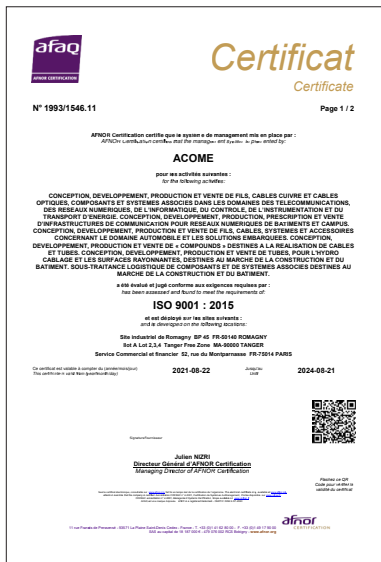 afaq
AFNOR CERTIFICATION
Certificat
Certificate
N° 1993/1546.11
Page 1 / 2
AFNOR Certification certifie que le système de management mis en place par :
AFNOR Certification certifies that the management system implemented by:
ACOME
pour les activités suivantes :
for the following activities:
CONCEPTION, DEVELOPPEMENT, PRODUCTION ET VENTE DE FILS, CABLES CUIVRE ET CABLES
OPTIQUES, COMPOSANTS ET SYSTEMES ASSOCIES DANS LES DOMAINES DES TELECOMMUNICATIONS,
DES RESEAUX NUMERIQUES, DE L'INFORMATIQUE, DU CONTROLE, DE L'INSTRUMENTATION ET DU
TRANSPORT D'ENERGIE. CONCEPTION, DEVELOPPEMENT, PRODUCTION, PRESCRIPTION ET VENTE
D'INFRASTRUCTURES DE COMMUNICATION POUR RESEAUX NUMERIQUES DE BATIMENTS ET CAMPUS.
CONCEPTION, DEVELOPPEMENT, PRODUCTION ET VENTE DE FILS, CABLES, SYSTEMES ET ACCESSOIRES
CONCERNANT LE DOMAINE AUTOMOBILE ET LES SOLUTIONS EMBARQUEES. CONCEPTION,
DEVELOPPEMENT, PRODUCTION ET VENTE DE « COMPOUNDS » DESTINES A LA REALISATION DE CABLES
ET TUBES. CONCEPTION, DEVELOPPEMENT, PRODUCTION ET VENTE DE TUBES, POUR L'HYDRO
CABLAGE ET LES SURFACES RAYONNANTES, DESTINES AU MARCHE DE LA CONSTRUCTION ET DU
BATIMENT. SOUS-TRAITANCE LOGISTIQUE DE COMPOSANTS ET DE SYSTEMES ASSOCIES DESTINES AU
MARCHE DE LA CONSTRUCTION ET DU BATIMENT.
a été évalué et jugé conforme aux exigences requises par :
has been assessed and found to meet the requirements of:
ISO 9001 : 2015
et est déployé sur les sites suivants :
and is developed on the following locations:
Site industriel de Romagny BP 45 FR-50140 ROMAGNY
Ilot A Lot 2,3,4 Tanger Free Zone MA-90000 TANGER
Service Commercial et financier 52, rue du Montparnasse FR-75014 PARIS
Ce certificat est valable à compter du (année/mois/jour) 2021-08-22 Jusqu'au 2024-08-21
This certificate is valid from (year/month/day) Until
Julien NIZRI
Directeur Général d'AFNOR Certification
Managing Director of AFNOR Certification
Flashez ce QR
Code pour vérifier la
validité du certificat
afnor
CERTIFICATION